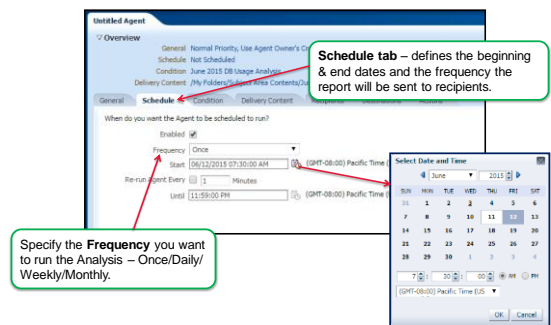 Untitled Agent
Overview
General Normal Priority, Use Agent Owner's
Schedule Not Scheduled
Condition June 2015 DB Usage Analysis
Delivery Content /My Folders/Subject Area Contents/
Schedule tab – defines the beginning
& end dates and the frequency the
report will be sent to recipients.
General Schedule Condition Delivery Content
When do you want the Agent to be scheduled to run?
Enabled
Frequency Once
Start 06/12/2015 07:30:00 AM (GMT-08:00) Pacific Time (
Re-run Agent Every 1 Minutes
Until 11:59:00 PM (GMT-08:00) Pacific Time (
Specify the Frequency you want
to run the Analysis – Once/Daily/
Weekly/Monthly.
Select Date and Time
June 2015
SUN MON TUE WED THU FRI SAT
31 1 2 3 4 5 6
7 8 9 10 11 12 13
14 15 16 17 18 19 20
21 22 23 24 25 26 27
28 29 30 1 2 3 4
7 : 30 : 00 AM PM
(GMT-08:00) Pacific Time (US
OK Cancel